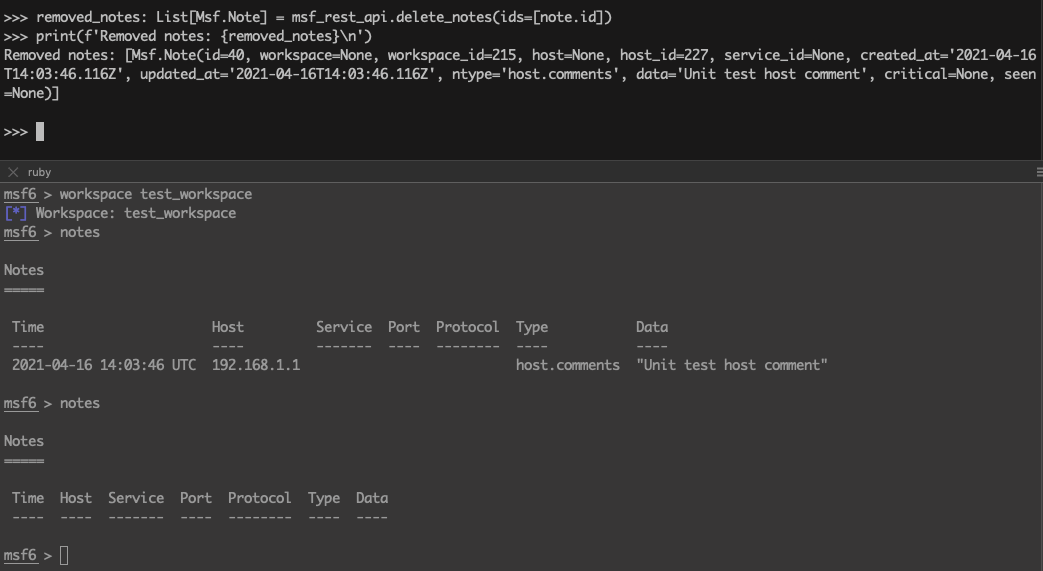 >>> removed_notes: List[Msf.Note] = msf_rest_api.delete_notes(ids=[note.id])
>>> print(f'Removed notes: {removed_notes}\n')
Removed notes: [Msf.Note(id=40, workspace=None, workspace_id=215, host=None, host_id=227, service_id=None, created_at='2021-04-16
T14:03:46.116Z', updated_at='2021-04-16T14:03:46.116Z', ntype='host.comments', data='Unit test host comment', critical=None, seen
=None)]
>>>
ruby
msf6 > workspace test_workspace
[*] Workspace: test_workspace
msf6 > notes
Notes
=====
Time Host Service Port Protocol Type Data
---- ---- ------- ---- -------- ---- ----
2021-04-16 14:03:46 UTC 192.168.1.1 host.comments "Unit test host comment"
msf6 > notes
Notes
=====
Time Host Service Port Protocol Type Data
---- ---- ------- ---- -------- ---- ----
msf6 >